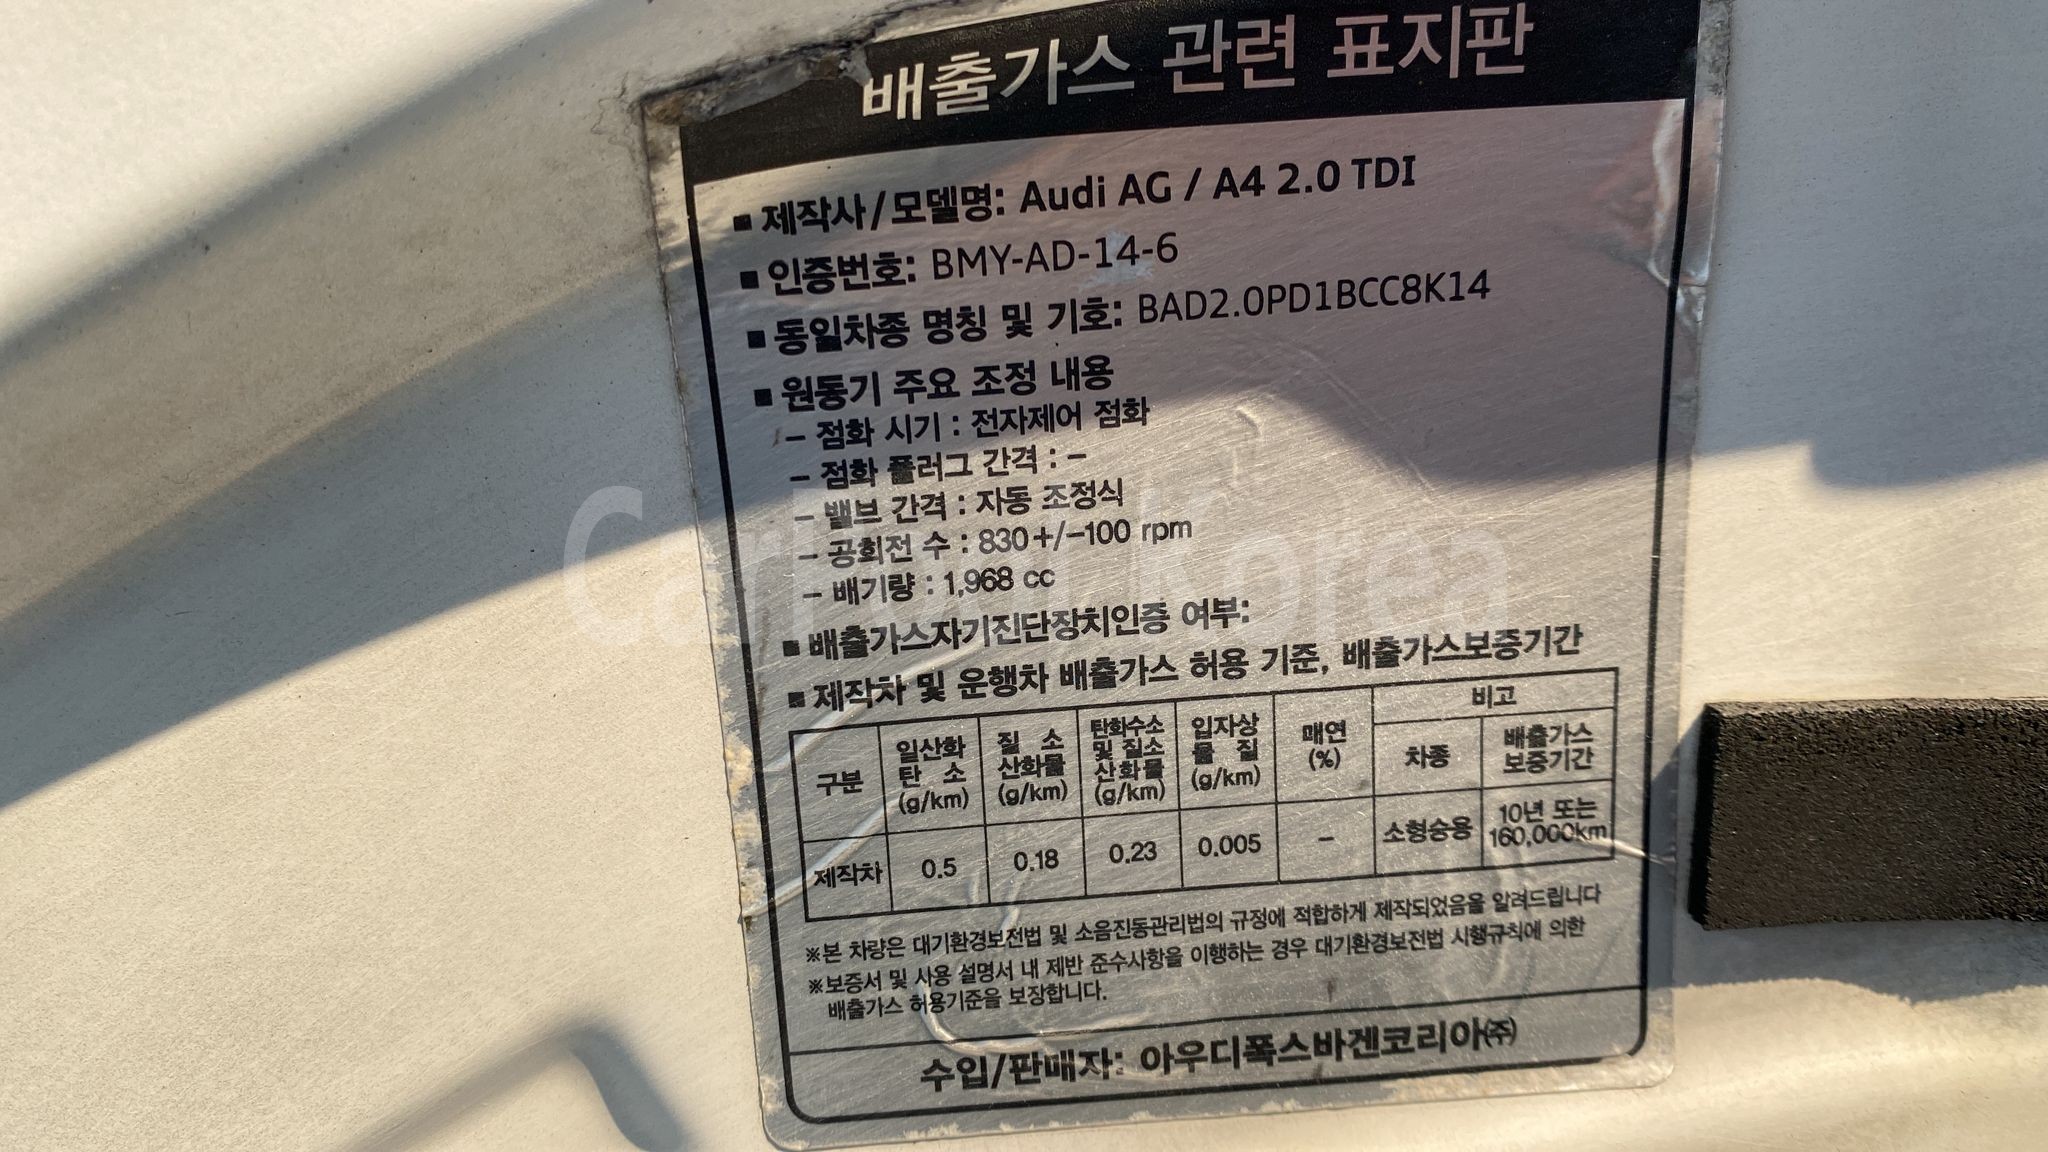 배출가스 관련 표지판
▪ 제작사/모델명: Audi AG / A4 2.0 TDI
▪ 인증번호: BMY-AD-14-6
▪ 동일차종 명칭 및 기호: BAD2.0PD1BCC8K14
▪ 원동기 주요 조정 내용
– 점화 시기 : 전자제어 점화
– 점화 플러그 간격 : –
– 밸브 간격 : 자동 조정식
– 공회전 수 : 830+/–100 rpm
– 배기량 : 1,968 cc
▪ 배출가스자기진단장치인증 여부:
▪ 제작차 및 운행차 배출가스 허용 기준, 배출가스보증기간
구분 일산화탄소 (g/km) 질소산화물 (g/km) 탄화수소 및 질소산화물 (g/km) 입자상물질 (g/km) 매연 (%) 비고
차종 배출가스 보증기간
제작차 0.5 0.18 0.23 0.005 – 소형승용 10년 또는 160,000km
※본 차량은 대기환경보전법 및 소음진동관리법의 규정에 적합하게 제작되었음을 알려드립니다
※보증서 및 사용 설명서 내 제반 준수사항을 이행하는 경우 대기환경보전법 시행규칙에 의한
배출가스 허용기준을 보장합니다.
수입/판매자: 아우디폭스바겐코리아㈜
Korea